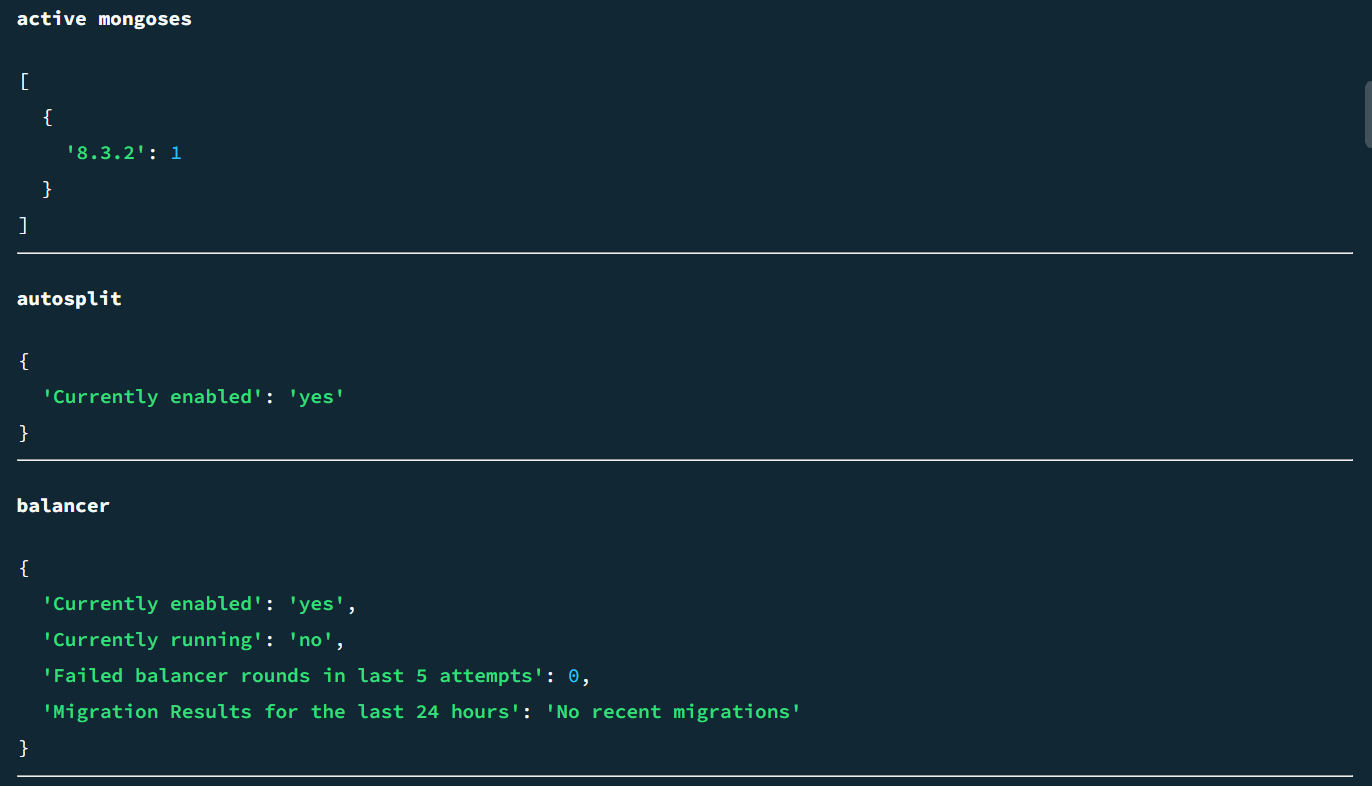 active mongoses
[
  {
    '8.3.2': 1
  }
]
autosplit
{
  'Currently enabled': 'yes'
}
balancer
{
  'Currently enabled': 'yes',
  'Currently running': 'no',
  'Failed balancer rounds in last 5 attempts': 0,
  'Migration Results for the last 24 hours': 'No recent migrations'
}